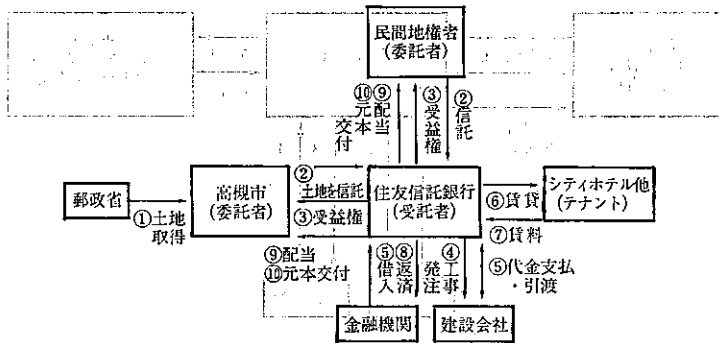 民間地権者
(委託者)
⑩元本交付
⑨配当
③受益権
②信託
郵政省
①土地取得
高槻市
(委託者)
②土地を信託
③受益権
⑨配当
⑩元本交付
住友信託銀行
(受託者)
⑥賃貸
⑦賃料
シティホテル他
(テナント)
⑤借入
⑧返済
④工事発注
⑤代金支払
・引渡
金融機関
建設会社